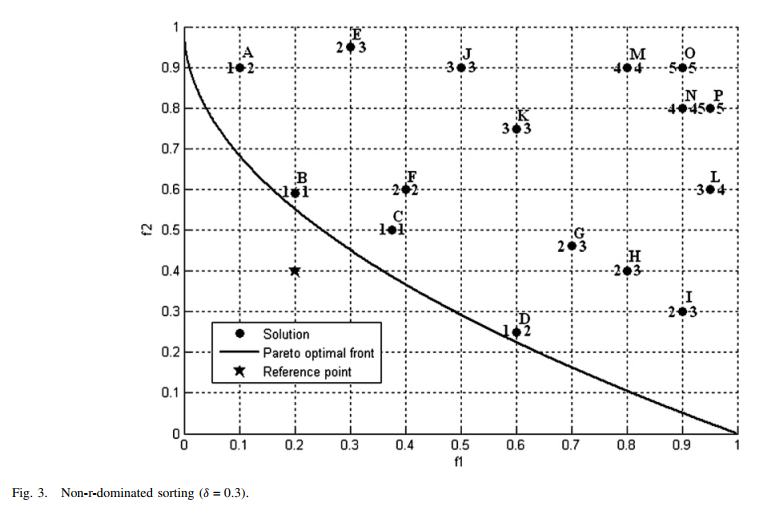 1
E
2 3
A
J
M
O
0.9
1 2
3 3
4 4
5 5
K
N P
0.8
4 4 5 5
3 3
0.7
B
F
L
0.6
1 1
2 2
3 4
C
f2
0.5
1 1
G
2 3
H
0.4
2 3
I
0.3
D
2 3
Solution
1 2
Pareto optimal front
0.2
Reference point
0.1
0
0 0.1 0.2 0.3 0.4 0.5 0.6 0.7 0.8 0.9 1
f1
Fig. 3. Non-r-dominated sorting (δ = 0.3).